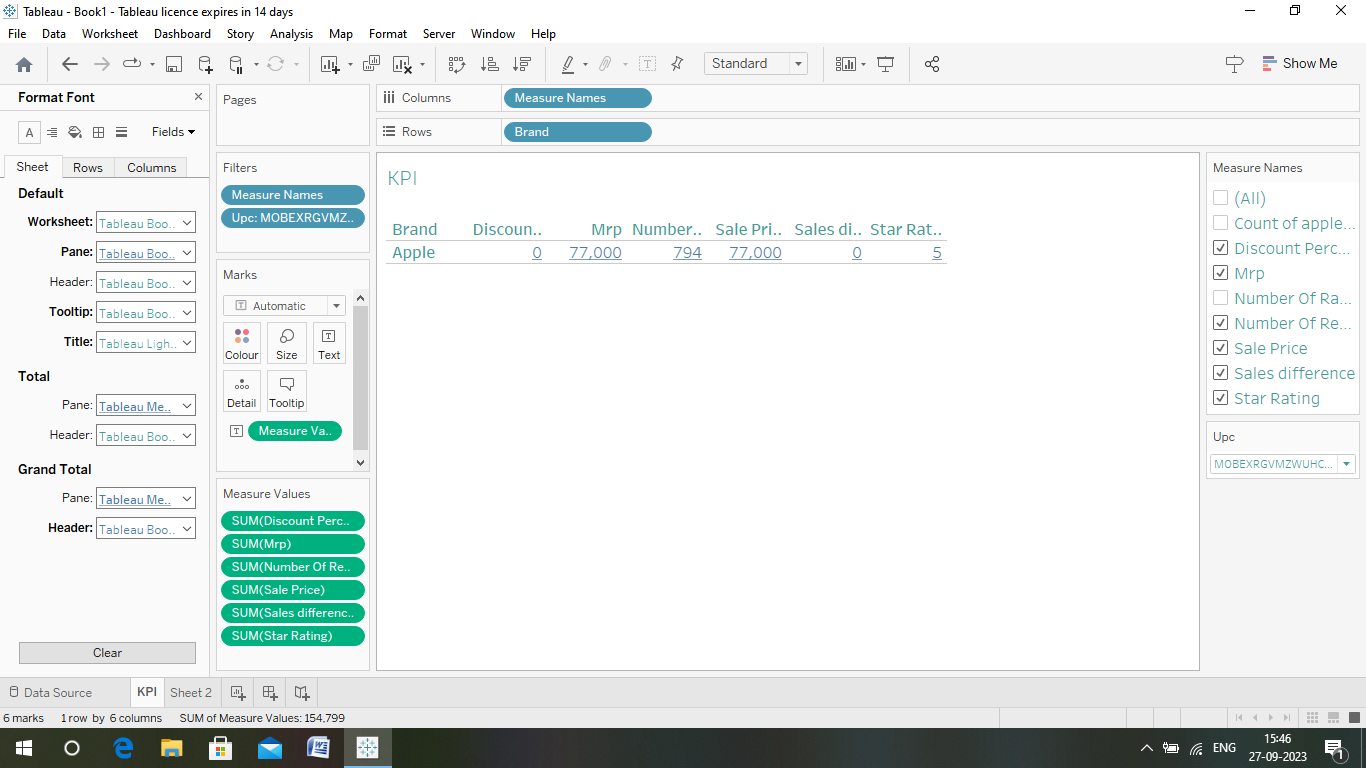 Tableau - Book1 - Tableau licence expires in 14 days
File Data Worksheet Dashboard Story Analysis Map Format Server Window Help
Standard
Show Me
Format Font
A
Fields
Sheet Rows Columns
Default
Worksheet: Tableau Boo..
Pane: Tableau Boo..
Header: Tableau Boo..
Tooltip: Tableau Boo..
Title: Tableau Ligh..
Total
Pane: Tableau Me..
Header: Tableau Boo..
Grand Total
Pane: Tableau Me..
Header: Tableau Boo..
Clear
Pages
Filters
Measure Names
Upc: MOBEXRGVMZ..
Marks
T Automatic
Colour Size Text
Detail Tooltip
T Measure Va..
Measure Values
SUM(Discount Perc..
SUM(Mrp)
SUM(Number Of Re..
SUM(Sale Price)
SUM(Sales differenc..
SUM(Star Rating)
Columns Measure Names
Rows Brand
KPI
Brand Discoun.. Mrp Number.. Sale Pri.. Sales di.. Star Rat..
Apple 0 77,000 794 77,000 0 5
Measure Names
(All)
Count of apple...
Discount Perc...
Mrp
Number Of Ra...
Number Of Re...
Sale Price
Sales difference
Star Rating
Upc
MOBEXRGVMZWUHC...
Data Source KPI Sheet 2
6 marks 1 row by 6 columns SUM of Measure Values: 154,799
ENG
15:46
27-09-2023
1